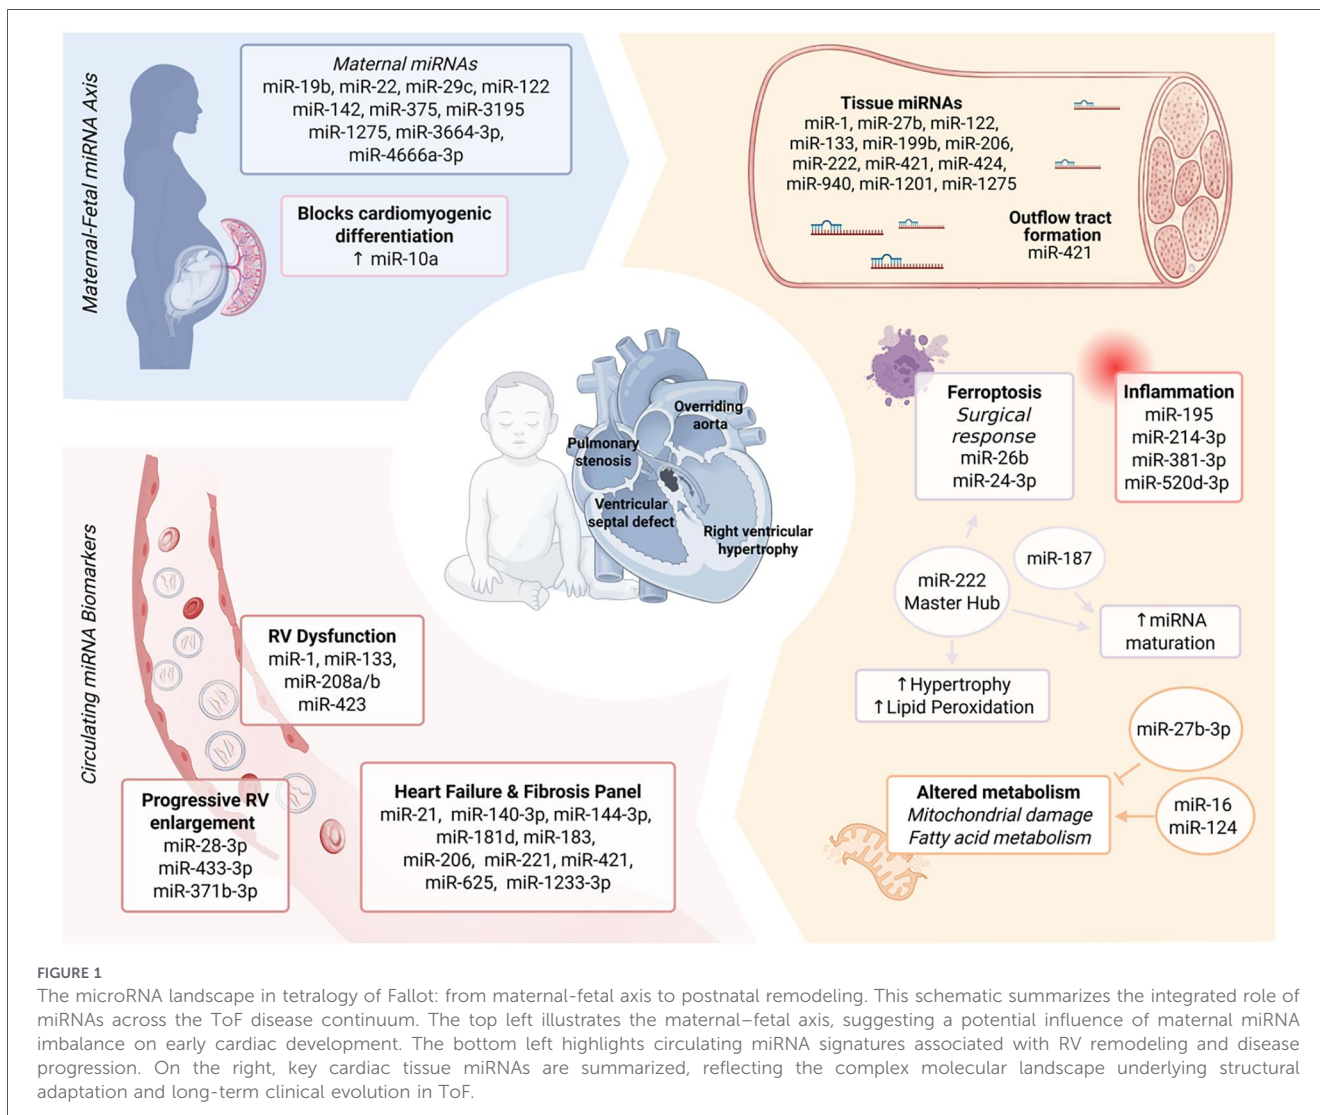 Maternal-Fetal miRNA Axis
Maternal miRNAs
miR-19b, miR-22, miR-29c, miR-122
miR-142, miR-375, miR-3195
miR-1275, miR-3664-3p,
miR-4666a-3p
Blocks cardiomyogenic
differentiation
↑ miR-10a
Tissue miRNAs
miR-1, miR-27b, miR-122,
miR-133, miR-199b, miR-206,
miR-222, miR-421, miR-424,
miR-940, miR-1201, miR-1275
Outflow tract
formation
miR-421
Overriding
aorta
Pulmonary
stenosis
Ventricular
septal defect
Right ventricular
hypertrophy
Ferroptosis
Surgical
response
miR-26b
miR-24-3p
Inflammation
miR-195
miR-214-3p
miR-381-3p
miR-520d-3p
miR-222
Master Hub
miR-187
↑miRNA
maturation
↑Hypertrophy
↑Lipid Peroxidation
miR-27b-3p
Altered metabolism
Mitochondrial damage
Fatty acid metabolism
miR-16
miR-124
Circulating miRNA Biomarkers
RV Dysfunction
miR-1, miR-133,
miR-208a/b
miR-423
Progressive RV
enlargement
miR-28-3p
miR-433-3p
miR-371b-3p
Heart Failure & Fibrosis Panel
miR-21, miR-140-3p, miR-144-3p,
miR-181d, miR-183,
miR-206, miR-221, miR-421,
miR-625, miR-1233-3p
FIGURE 1
The microRNA landscape in tetralogy of Fallot: from maternal-fetal axis to postnatal remodeling. This schematic summarizes the integrated role of
miRNAs across the ToF disease continuum. The top left illustrates the maternal–fetal axis, suggesting a potential influence of maternal miRNA
imbalance on early cardiac development. The bottom left highlights circulating miRNA signatures associated with RV remodeling and disease
progression. On the right, key cardiac tissue miRNAs are summarized, reflecting the complex molecular landscape underlying structural
adaptation and long-term clinical evolution in ToF.